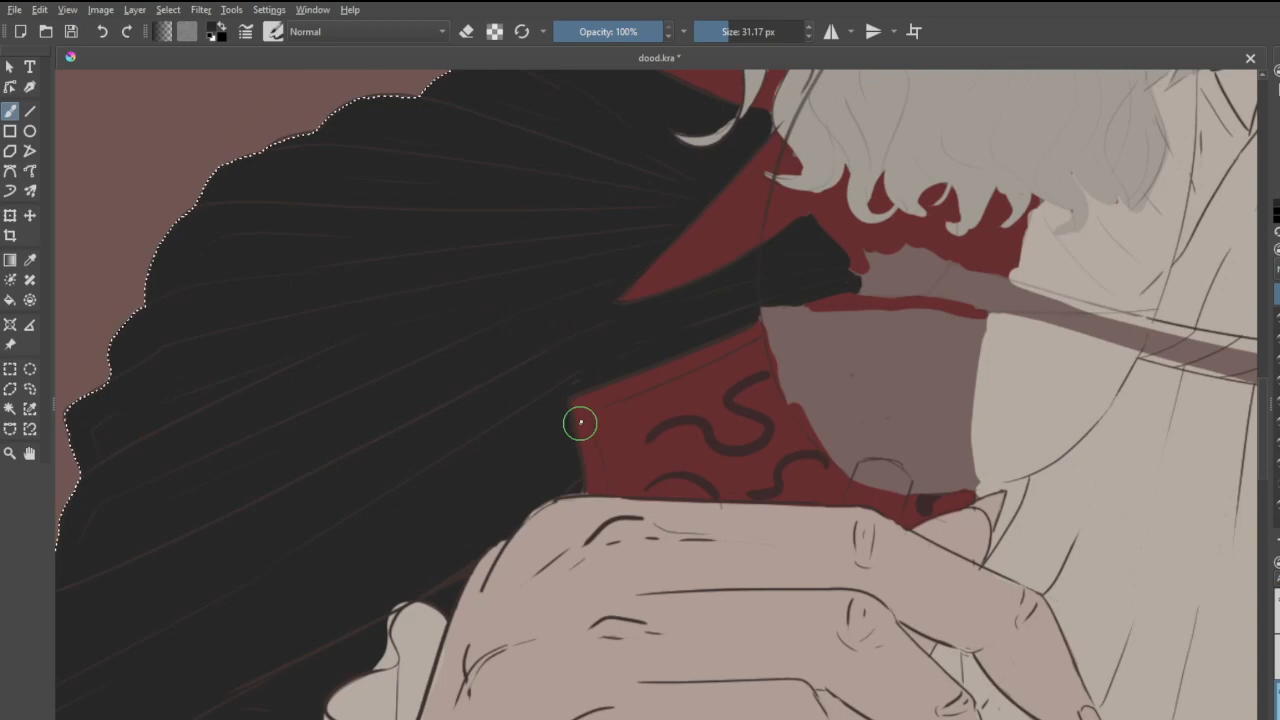 File Edit View Image Layer Select Filter Tools Settings Window Help
Normal Opacity: 100% Size: 31.17 px
dood.kra *